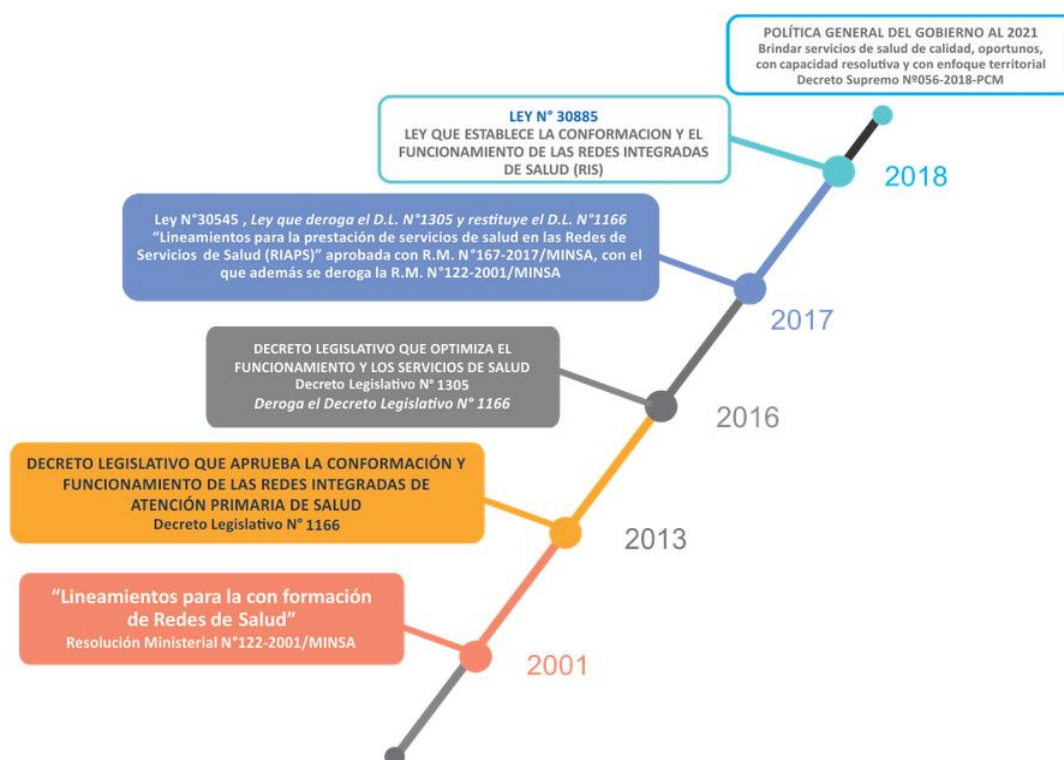 POLÍTICA GENERAL DEL GOBIERNO AL 2021
Brindar servicios de salud de calidad, oportunos,
con capacidad resolutiva y con enfoque territorial
Decreto Supremo Nº056-2018-PCM
LEY N° 30885
LEY QUE ESTABLECE LA CONFORMACION Y EL
FUNCIONAMIENTO DE LAS REDES INTEGRADAS
DE SALUD (RIS)
2018
Ley N°30545 , Ley que deroga el D.L. N°1305 y restituye el D.L. N°1166
“Lineamientos para la prestación de servicios de salud en las Redes de
Servicios de Salud (RIAPS)” aprobada con R.M. N°167-2017/MINSA, con el
que además se deroga la R.M. N°122-2001/MINSA
2017
DECRETO LEGISLATIVO QUE OPTIMIZA EL
FUNCIONAMIENTO Y LOS SERVICIOS DE SALUD
Decreto Legislativo N° 1305
Deroga el Decreto Legislativo N° 1166
2016
DECRETO LEGISLATIVO QUE APRUEBA LA CONFORMACIÓN Y
FUNCIONAMIENTO DE LAS REDES INTEGRADAS DE
ATENCIÓN PRIMARIA DE SALUD
Decreto Legislativo N° 1166
2013
“Lineamientos para la con formación
de Redes de Salud”
Resolución Ministerial N°122-2001/MINSA
2001